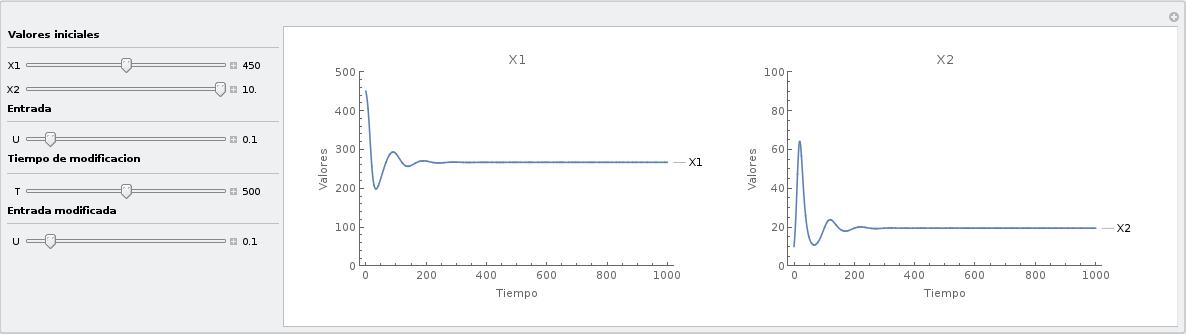 Valores iniciales
X1 450
X2 10.
Entrada
U 0.1
Tiempo de modificacion
T 500
Entrada modificada
U 0.1
X1
500
400
300
200
100
0
Valores
0 200 400 600 800 1000
Tiempo
X1
X2
100
80
60
40
20
0
Valores
0 200 400 600 800 1000
Tiempo
X2